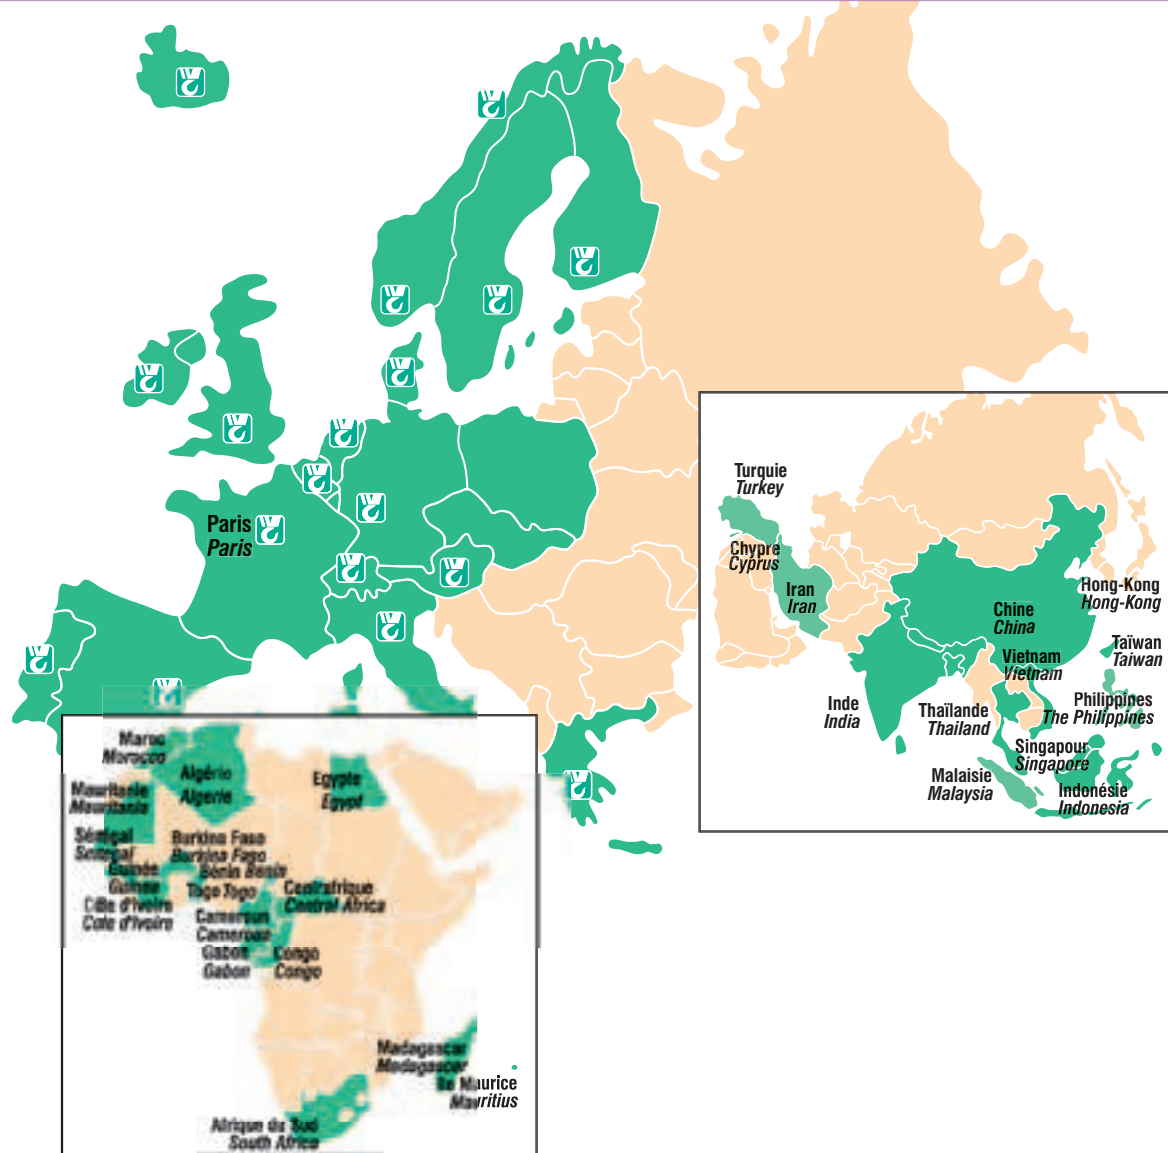 Paris
Paris
Turquie
Turkey
Chypre
Cyprus
Iran
Iran
Chine
China
Hong-Kong
Hong-Kong
Taïwan
Taiwan
Vietnam
Vietnam
Inde
India
Thaïlande
Thailand
Philippines
The Philippines
Singapour
Singapore
Malaisie
Malaysia
Indonésie
Indonesia
Maroc
Morocco
Algérie
Algerie
Egypte
Egypt
Mauritanie
Mauritania
Sénégal
Senegal
Burkina Faso
Burkina Faso
Guinée
Guinea
Bénin Benin
Togo Togo
Centrafrique
Central Africa
Côte d'Ivoire
Cote d'Ivoire
Cameroun
Cameroon
Gabon
Gabon
Congo
Congo
Madagascar
Madagascar
Ile Maurice
Mauritius
Afrique du Sud
South Africa